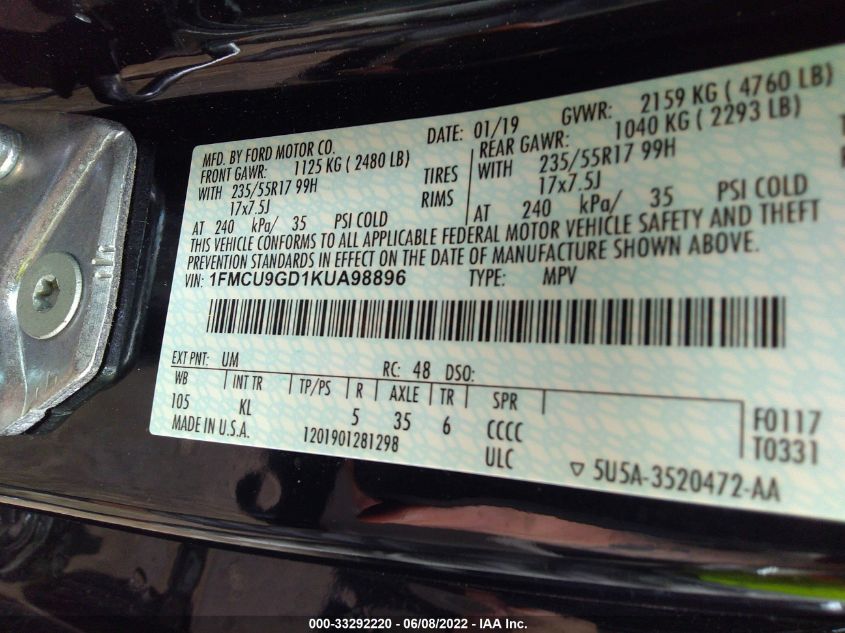 MFD. BY FORD MOTOR CO.
DATE: 01/19 GVWR: 2159 KG ( 4760 LB)
FRONT GAWR: 1125 KG ( 2480 LB) REAR GAWR: 1040 KG ( 2293 LB)
WITH 235/55R17 99H TIRES WITH 235/55R17 99H
17x7.5J RIMS 17x7.5J
AT 240 kPa/ 35 PSI COLD AT 240 kPa/ 35 PSI COLD
THIS VEHICLE CONFORMS TO ALL APPLICABLE FEDERAL MOTOR VEHICLE SAFETY AND THEFT
PREVENTION STANDARDS IN EFFECT ON THE DATE OF MANUFACTURE SHOWN ABOVE.
VIN: 1FMCU9GD1KUA98896 TYPE: MPV
EXT PNT: UM RC: 48 DSO:
WB INT TR TP/PS R AXLE TR SPR
105 KL 5 35 6 CCCC
MADE IN U.S.A. 1201901281298 ULC
F0117
T0331
5U5A-3520472-AA
000-33292220 - 06/08/2022 - IAA Inc.